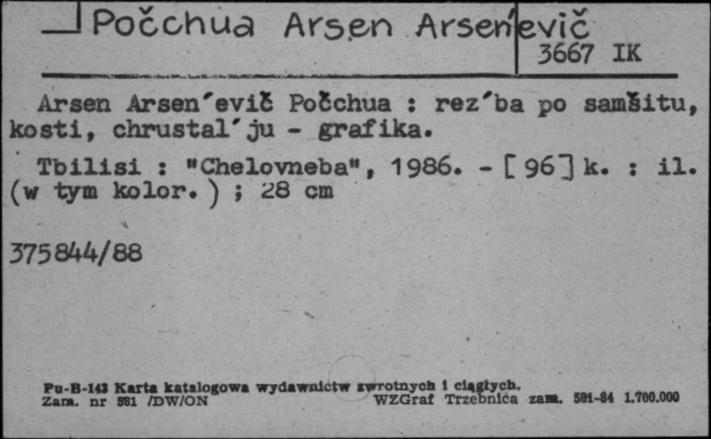 Počchua Arsen Arsen'evič
3667 IK
Arsen Arsen´evič Počchua : rez´ba po samšitu,
kosti, chrustal´ju - grafika.
Tbilisi : "Chelovneba", 1986. - [96] k. : il.
(w tym kolor.) ; 28 cm
375844/88
Pu-B-143 Karta katalogowa wydawnictw zwrotnych i ciągłych.
Zam. nr 591 /DW/ON WZGraf Trzebnica zam. 591-84 1.700.000